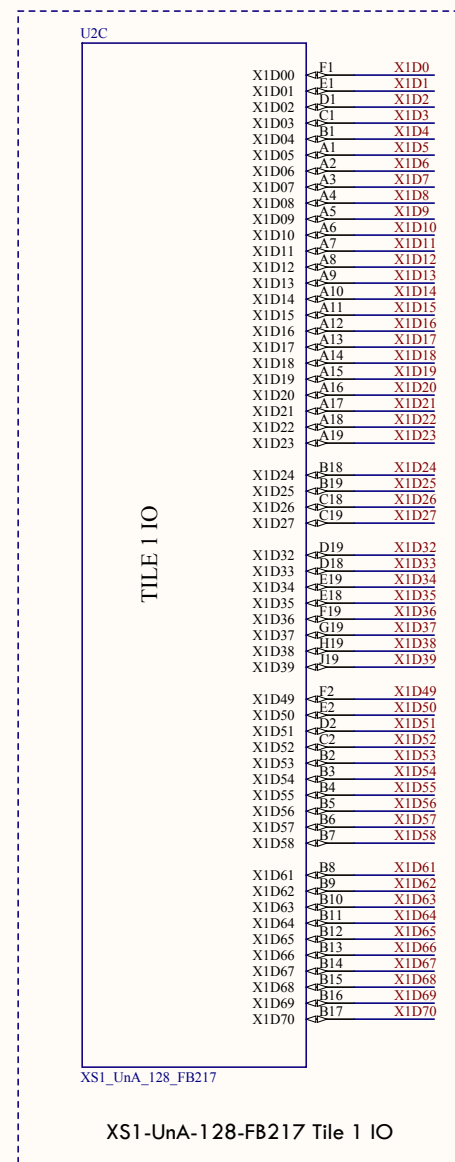 U2C
X1D00 F1 X1D0
X1D01 E1 X1D1
X1D02 D1 X1D2
X1D03 C1 X1D3
X1D04 B1 X1D4
X1D05 A1 X1D5
X1D06 A2 X1D6
X1D07 A3 X1D7
X1D08 A4 X1D8
X1D09 A5 X1D9
X1D10 A6 X1D10
X1D11 A7 X1D11
X1D12 A8 X1D12
X1D13 A9 X1D13
X1D14 A10 X1D14
X1D15 A11 X1D15
X1D16 A12 X1D16
X1D17 A13 X1D17
X1D18 A14 X1D18
X1D19 A15 X1D19
X1D20 A16 X1D20
X1D21 A17 X1D21
X1D22 A18 X1D22
X1D23 A19 X1D23
X1D24 B18 X1D24
X1D25 B19 X1D25
X1D26 C18 X1D26
X1D27 C19 X1D27
TILE 1 IO
X1D32 D19 X1D32
X1D33 D18 X1D33
X1D34 E19 X1D34
X1D35 E18 X1D35
X1D36 F19 X1D36
X1D37 G19 X1D37
X1D38 H19 X1D38
X1D39 J19 X1D39
X1D49 F2 X1D49
X1D50 E2 X1D50
X1D51 D2 X1D51
X1D52 C2 X1D52
X1D53 B2 X1D53
X1D54 B3 X1D54
X1D55 B4 X1D55
X1D56 B5 X1D56
X1D57 B6 X1D57
X1D58 B7 X1D58
X1D61 B8 X1D61
X1D62 B9 X1D62
X1D63 B10 X1D63
X1D64 B11 X1D64
X1D65 B12 X1D65
X1D66 B13 X1D66
X1D67 B14 X1D67
X1D68 B15 X1D68
X1D69 B16 X1D69
X1D70 B17 X1D70
XS1_UnA_128_FB217
XS1-UnA-128-FB217 Tile 1 IO